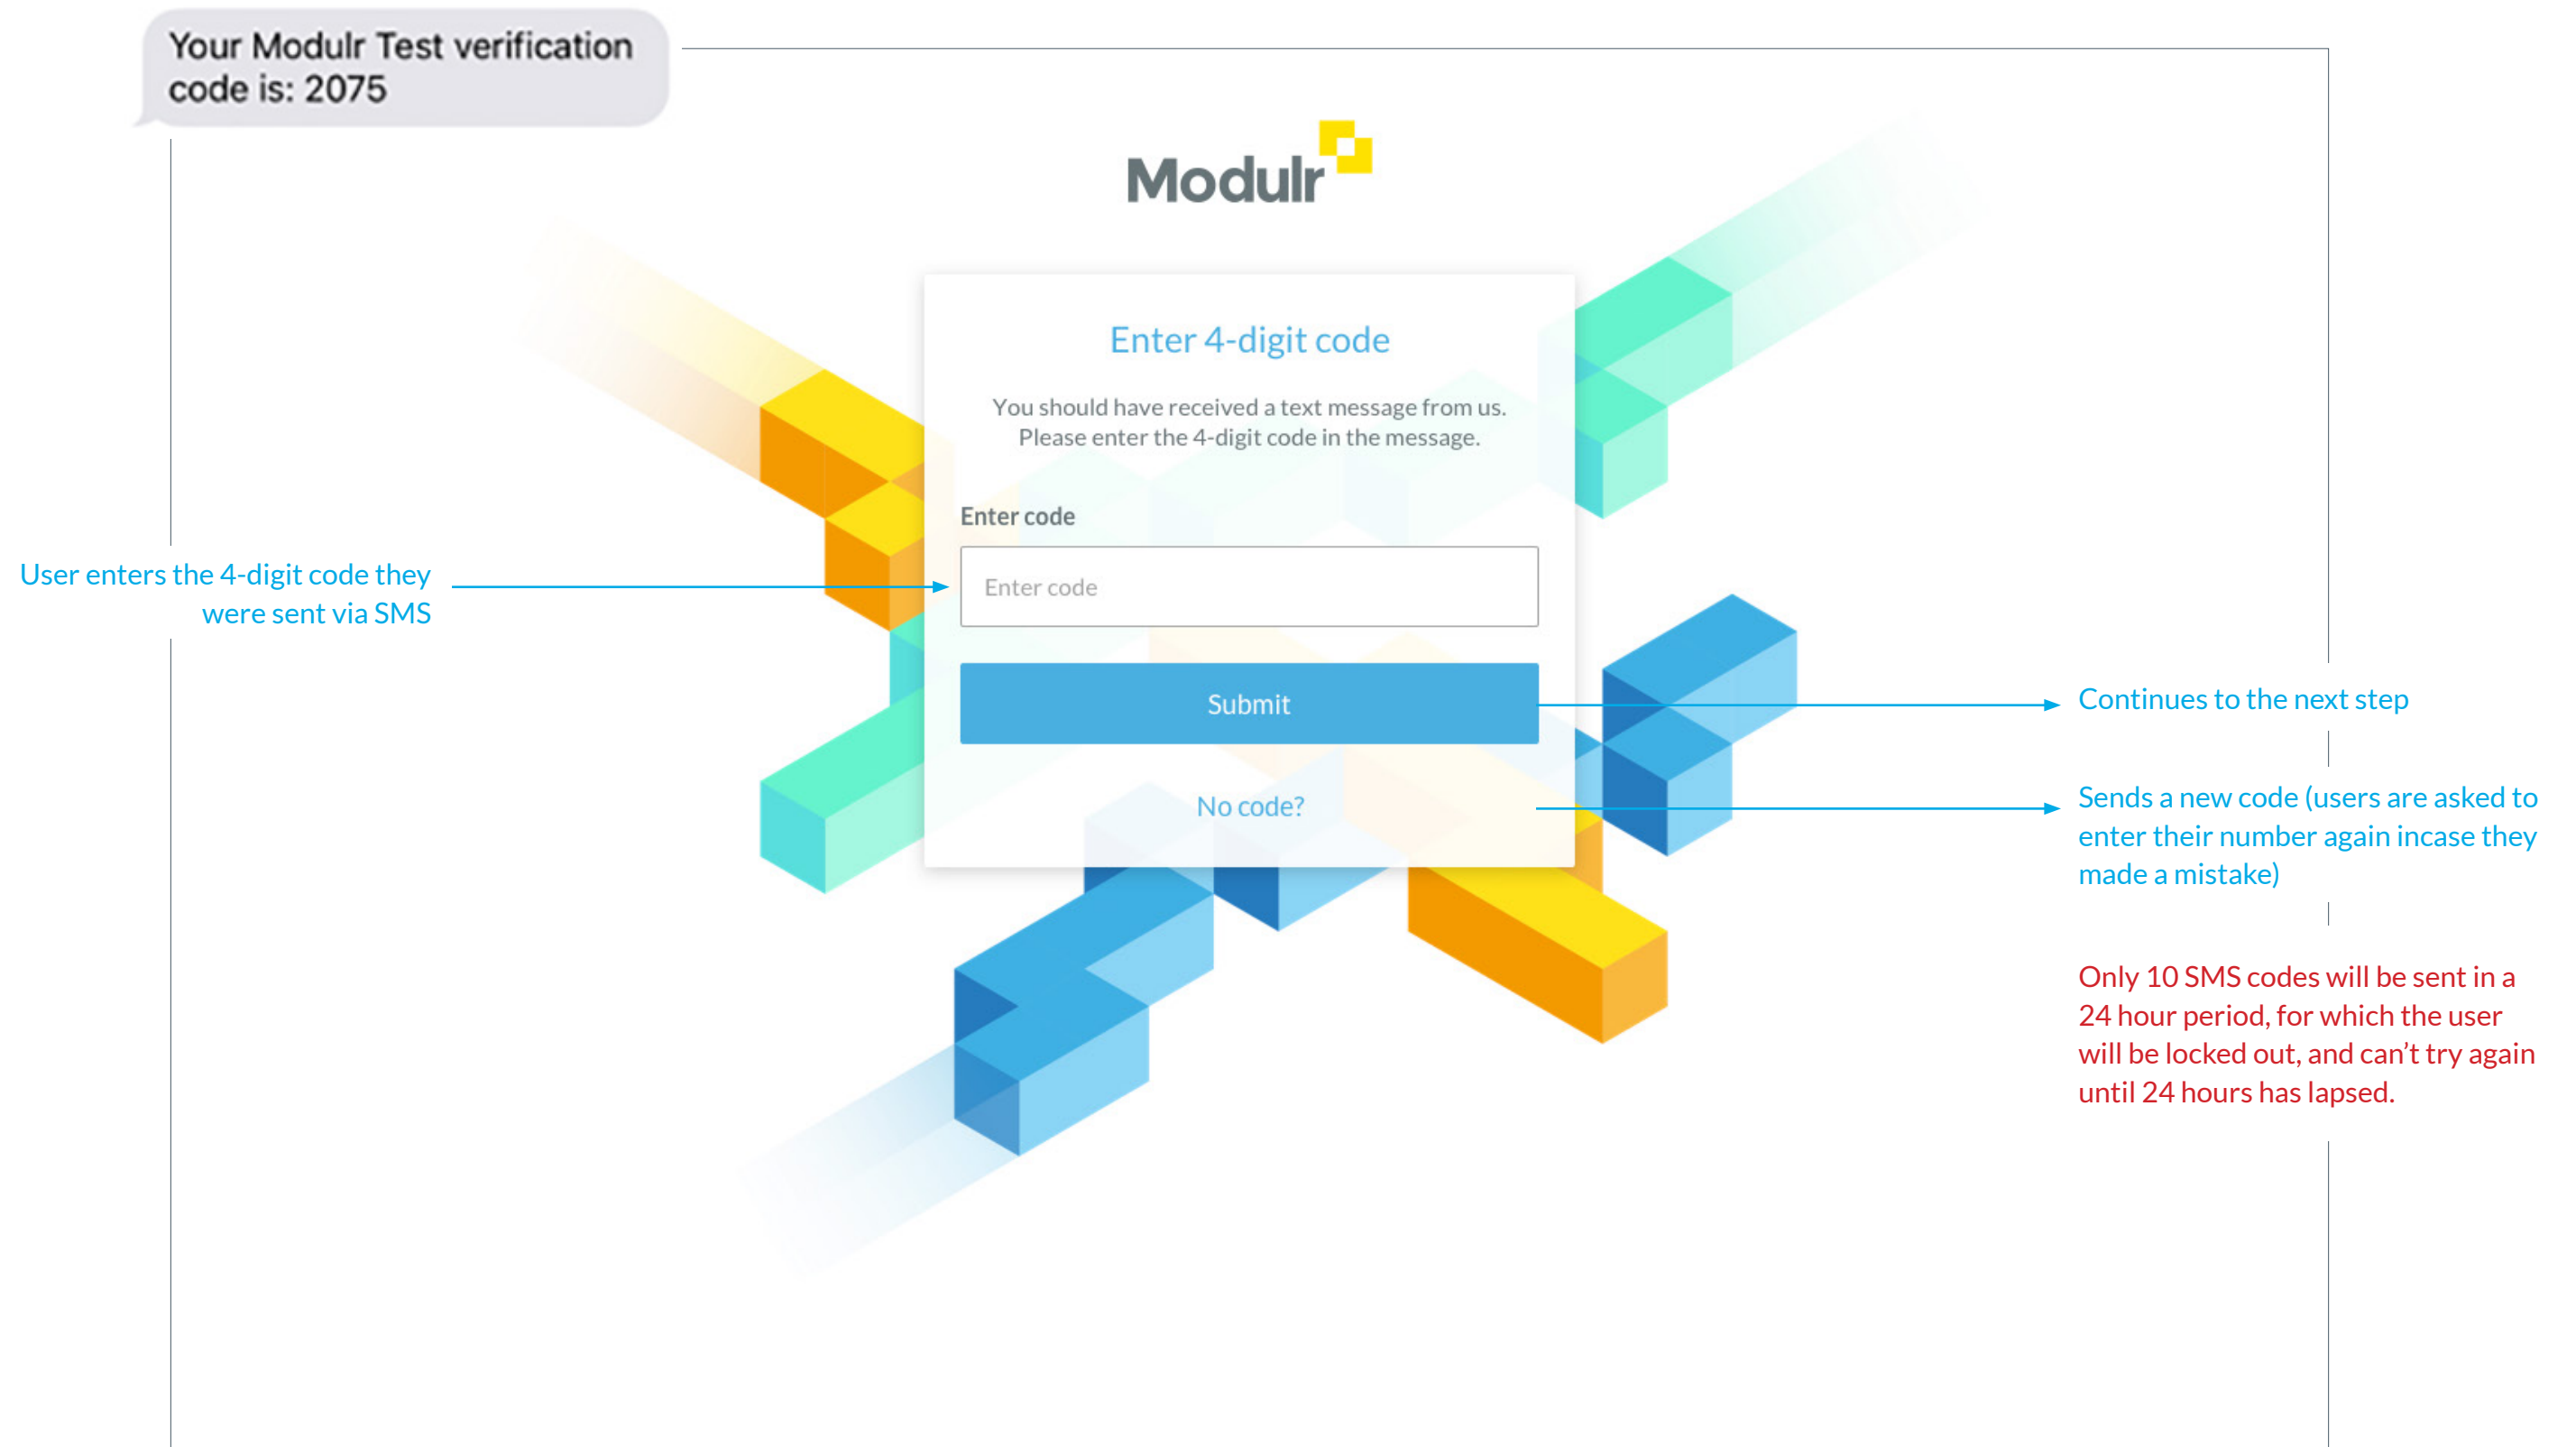 Your Modulr Test verification
code is: 2075
Modulr
Enter 4-digit code
You should have received a text message from us.
Please enter the 4-digit code in the message.
Enter code
Enter code
User enters the 4-digit code they
were sent via SMS
Submit
Continues to the next step
No code?
Sends a new code (users are asked to
enter their number again incase they
made a mistake)
Only 10 SMS codes will be sent in a
24 hour period, for which the user
will be locked out, and can’t try again
until 24 hours has lapsed.